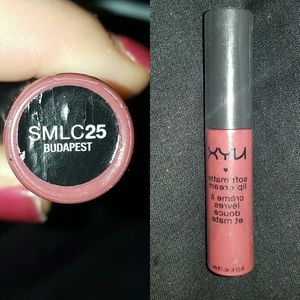 SMLC25
BUDAPEST
NYX
soft matte
lip cream
crème à
lèvres
douce
et mate